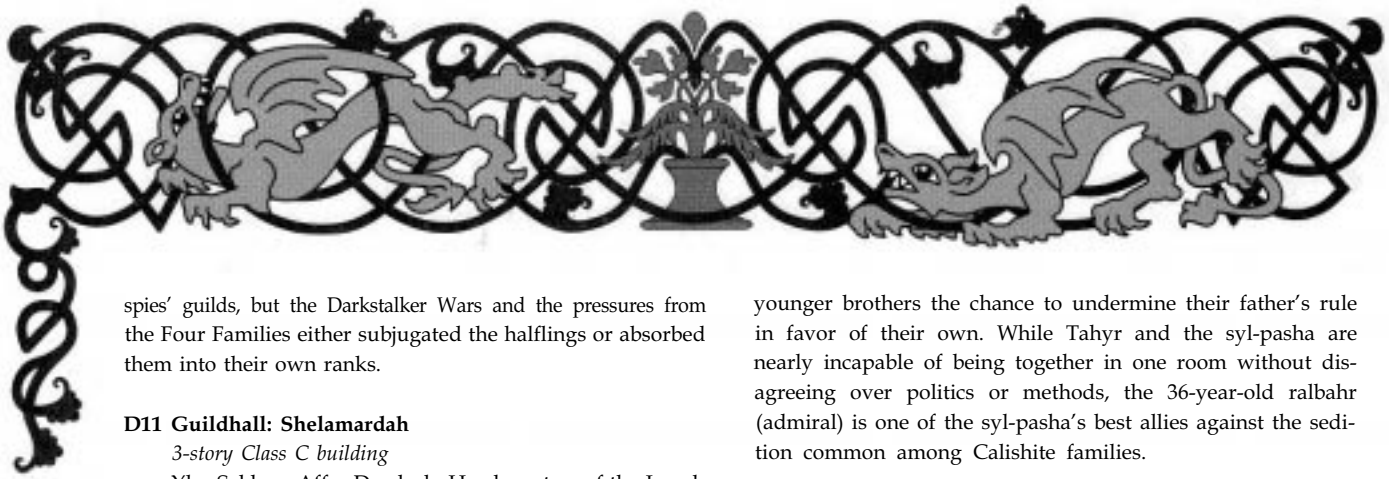 spies' guilds, but the Darkstalker Wars and the pressures from
the Four Families either subjugated the halflings or absorbed
them into their own ranks.
D11 Guildhall: Shelamardah
3-story Class C building
younger brothers the chance to undermine their father's rule
in favor of their own. While Tahyr and the syl-pasha are
nearly incapable of being together in one room without dis-
agreeing over politics or methods, the 36-year-old ralbahr
(admiral) is one of the syl-pasha's best allies against the sedi-
tion common among Calishite families.